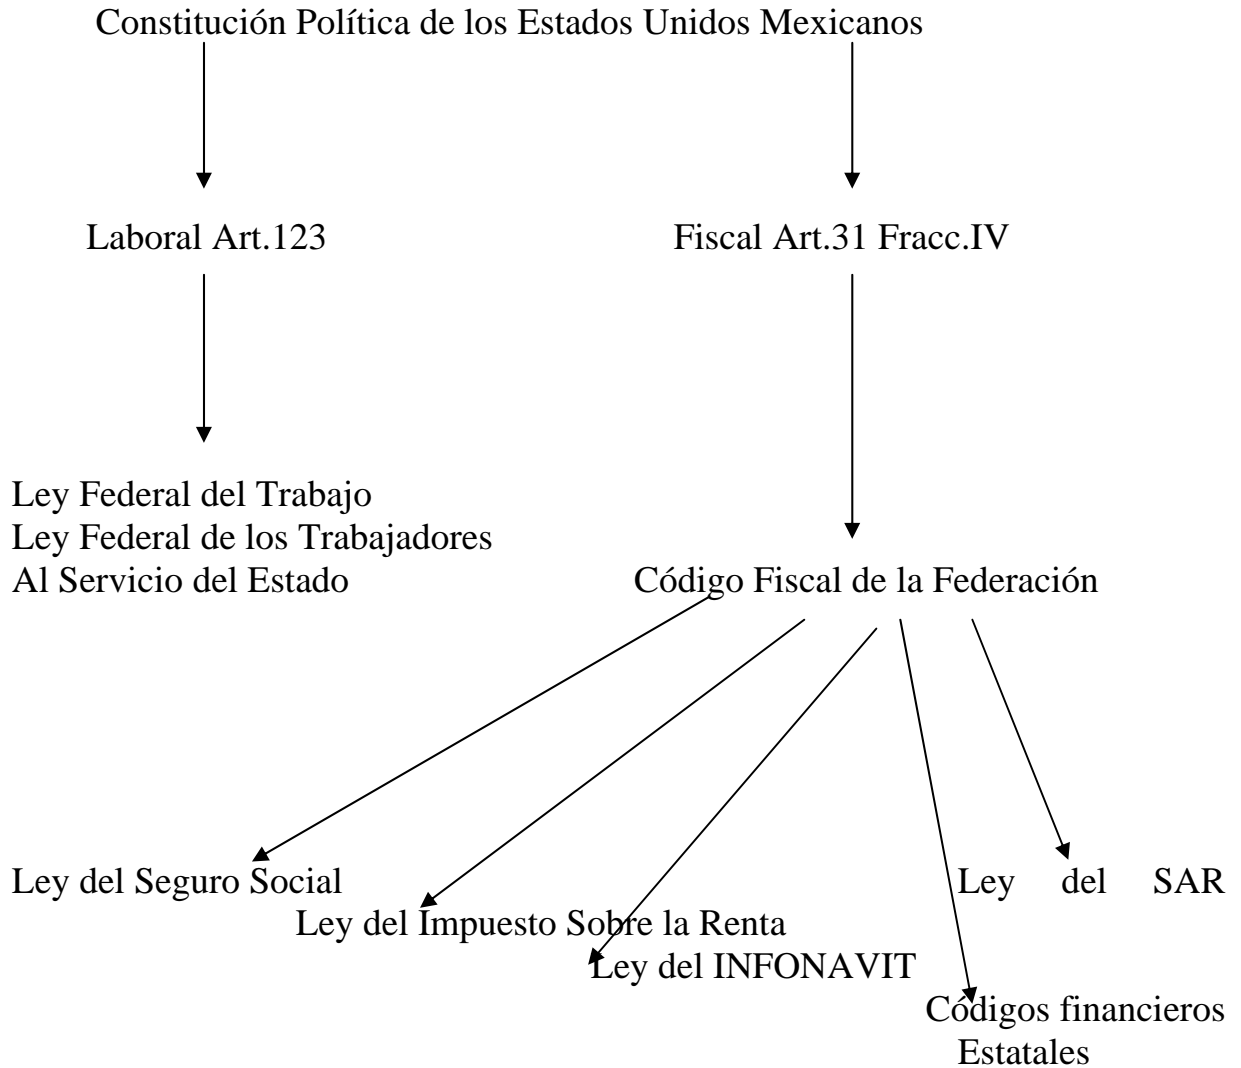 Constitución Política de los Estados Unidos Mexicanos
Laboral Art.123
Fiscal Art.31 Fracc.IV
Ley Federal del Trabajo
Ley Federal de los Trabajadores
Al Servicio del Estado
Código Fiscal de la Federación
Ley del Seguro Social
Ley del SAR
Ley del Impuesto Sobre la Renta
Ley del INFONAVIT
Códigos financieros
Estatales